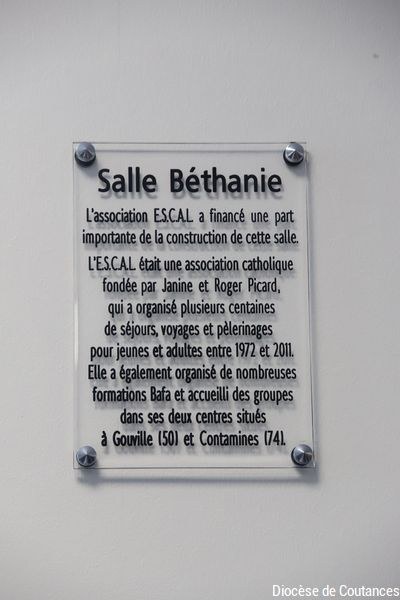 Salle Béthanie
L'association E.S.C.A.L. a financé une part
importante de la construction de cette salle.
L'E.S.C.A.L. était une association catholique
fondée par Janine et Roger Picard,
qui a organisé plusieurs centaines
de séjours, voyages et pèlerinages
pour jeunes et adultes entre 1972 et 2011.
Elle a également organisé de nombreuses
formations Bafa et accueilli des groupes
dans ses deux centres situés
à Gouville (50) et Contamines (74).
Diocèse de Coutances